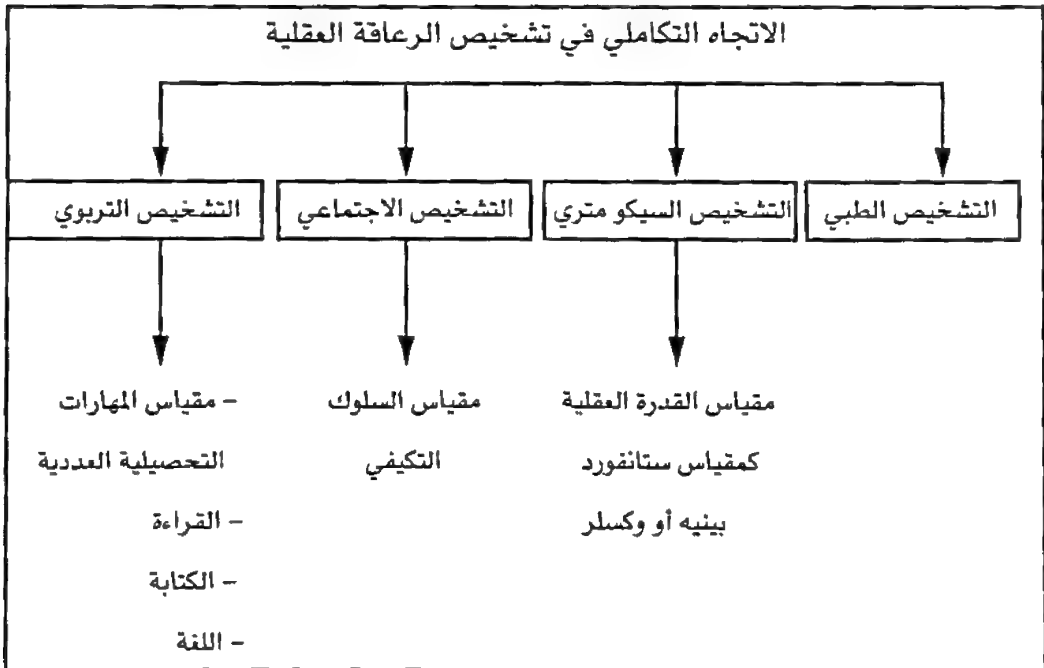 الاتجاه التكاملي في تشخيص الرعاقة العقلية
التشخيص الطبي
التشخيص السيكو متري
التشخيص الاجتماعي
التشخيص التربوي
مقياس القدرة العقلية
كمقياس ستانفورد
بينيه أو وكسلر
مقياس السلوك
التكيفي
– مقياس المهارات
التحصيلية العددية
– القراءة
– الكتابة
– اللغة